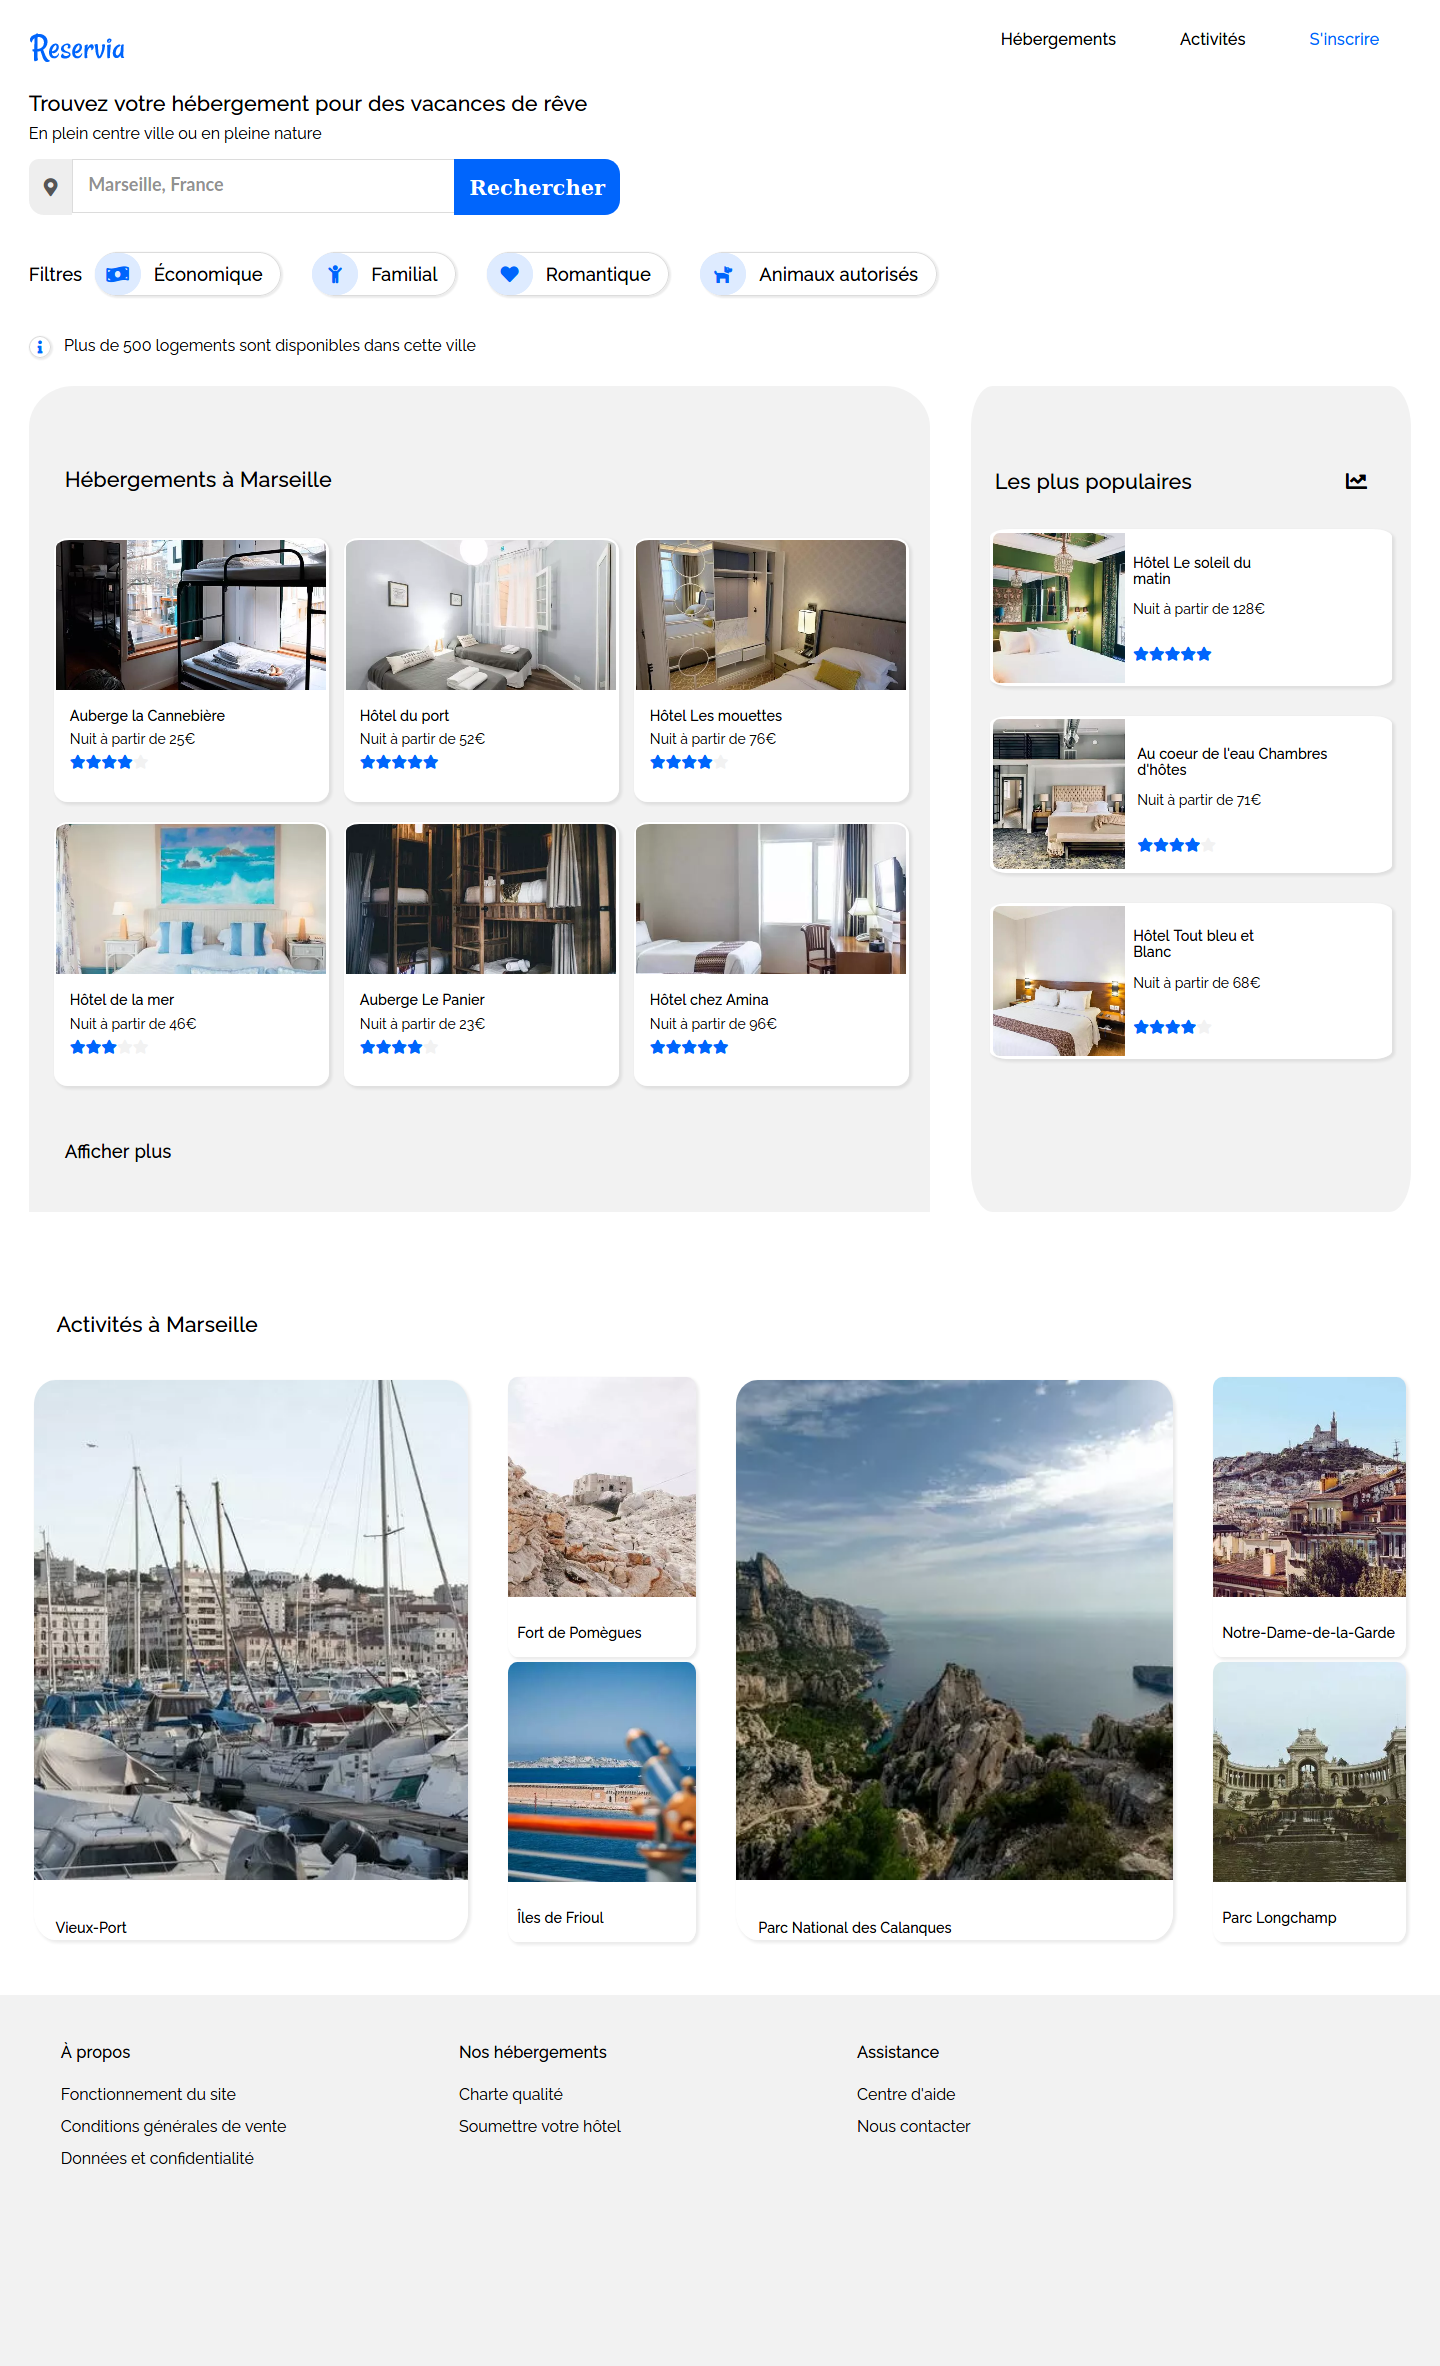 Reservia
Hébergements
Activités
S'inscrire
Trouvez votre hébergement pour des vacances de rêve
En plein centre ville ou en pleine nature
Marseille, France
Rechercher
Filtres
Économique
Familial
Romantique
Animaux autorisés
Plus de 500 logements sont disponibles dans cette ville
Hébergements à Marseille
Auberge la Cannebière
Nuit à partir de 25€
Hôtel du port
Nuit à partir de 52€
Hôtel Les mouettes
Nuit à partir de 76€
Hôtel de la mer
Nuit à partir de 46€
Auberge Le Panier
Nuit à partir de 23€
Hôtel chez Amina
Nuit à partir de 96€
Afficher plus
Les plus populaires
Hôtel Le soleil du
matin
Nuit à partir de 128€
Au coeur de l'eau Chambres
d'hôtes
Nuit à partir de 71€
Hôtel Tout bleu et
Blanc
Nuit à partir de 68€
Activités à Marseille
Vieux-Port
Fort de Pomègues
Îles de Frioul
Parc National des Calanques
Notre-Dame-de-la-Garde
Parc Longchamp
À propos
Fonctionnement du site
Conditions générales de vente
Données et confidentialité
Nos hébergements
Charte qualité
Soumettre votre hôtel
Assistance
Centre d'aide
Nous contacter